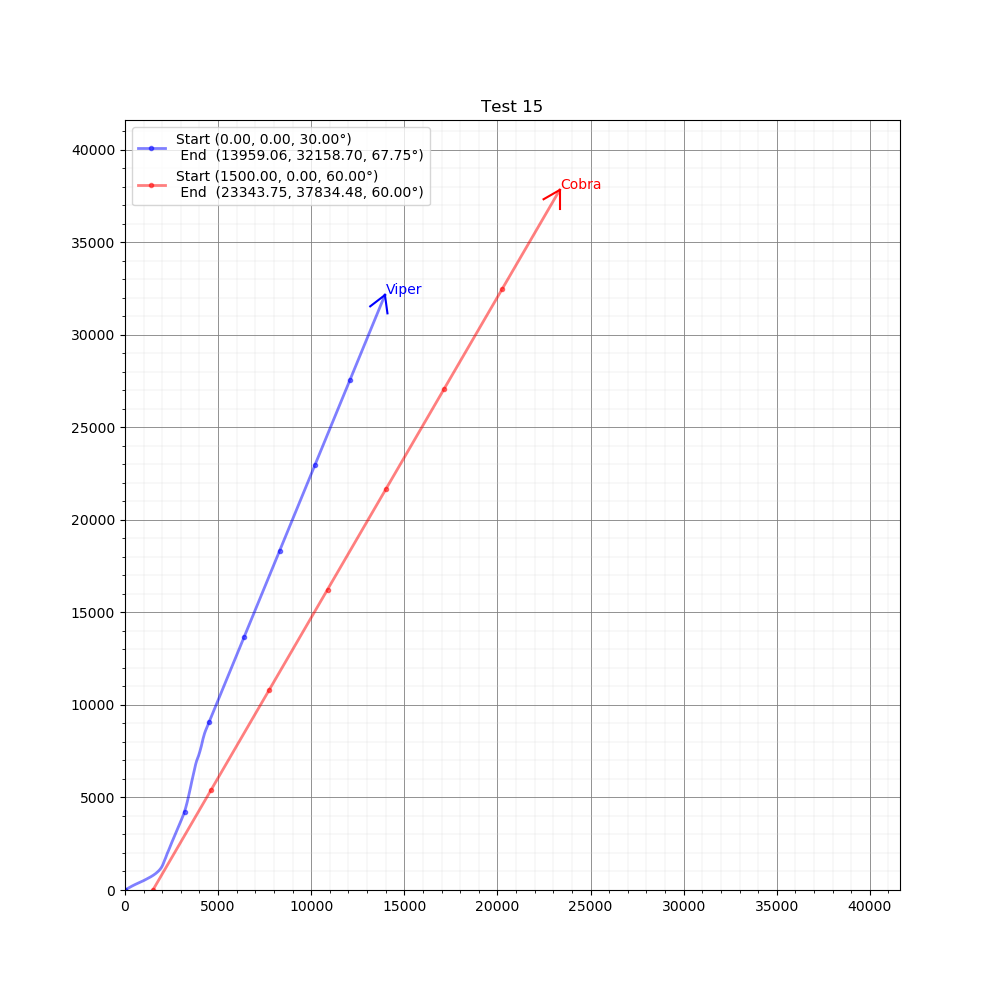 Test 15
Start (0.00, 0.00, 30.00°)
End (13959.06, 32158.70, 67.75°)
Start (1500.00, 0.00, 60.00°)
End (23343.75, 37834.48, 60.00°)
Cobra
Viper
40000
35000
30000
25000
20000
15000
10000
5000
0
0 5000 10000 15000 20000 25000 30000 35000 40000